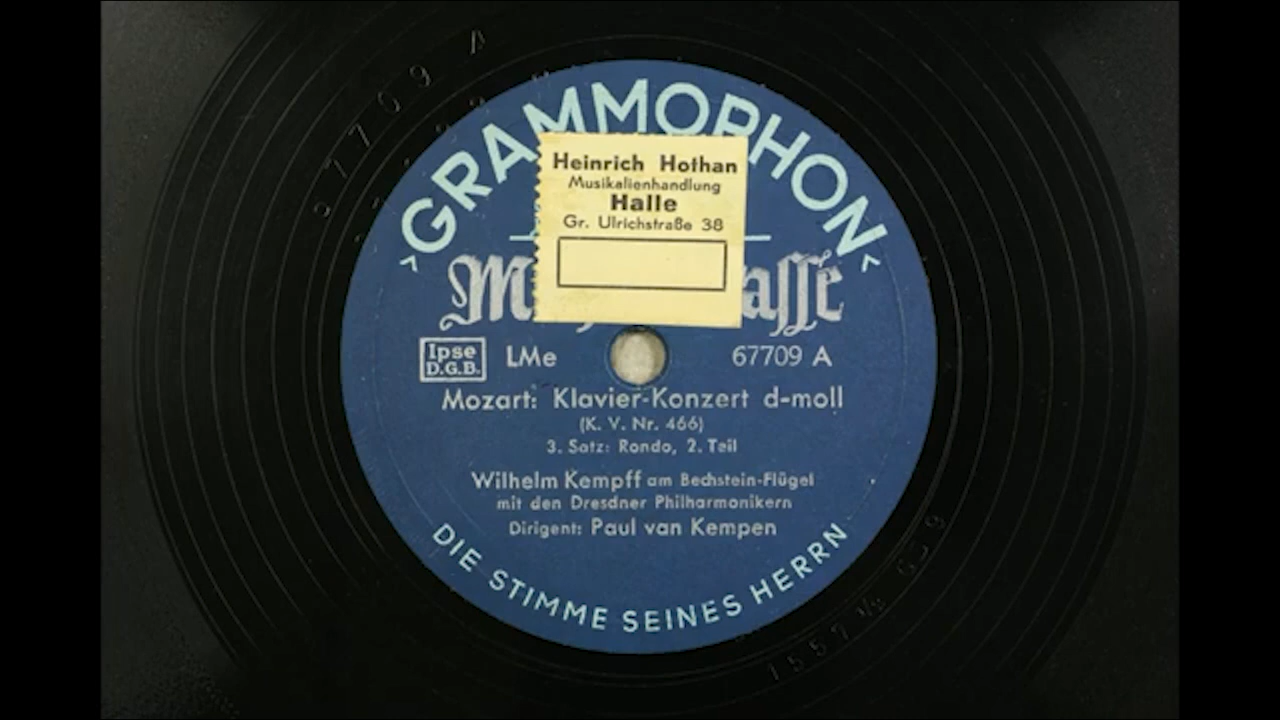 >GRAMMOPHON<
Heinrich Hothan
Musikalienhandlung
Halle
Gr. Ulrichstraße 38
Ipse
D.G.B.
LMe
67709 A
Mozart: Klavier-Konzert d-moll
(K. V. Nr. 466)
3. Satz: Rondo, 2. Teil
Wilhelm Kempff am Bechstein-Flügel
mit den Dresdner Philharmonikern
Dirigent: Paul van Kempen
DIE STIMME SEINES HERRN